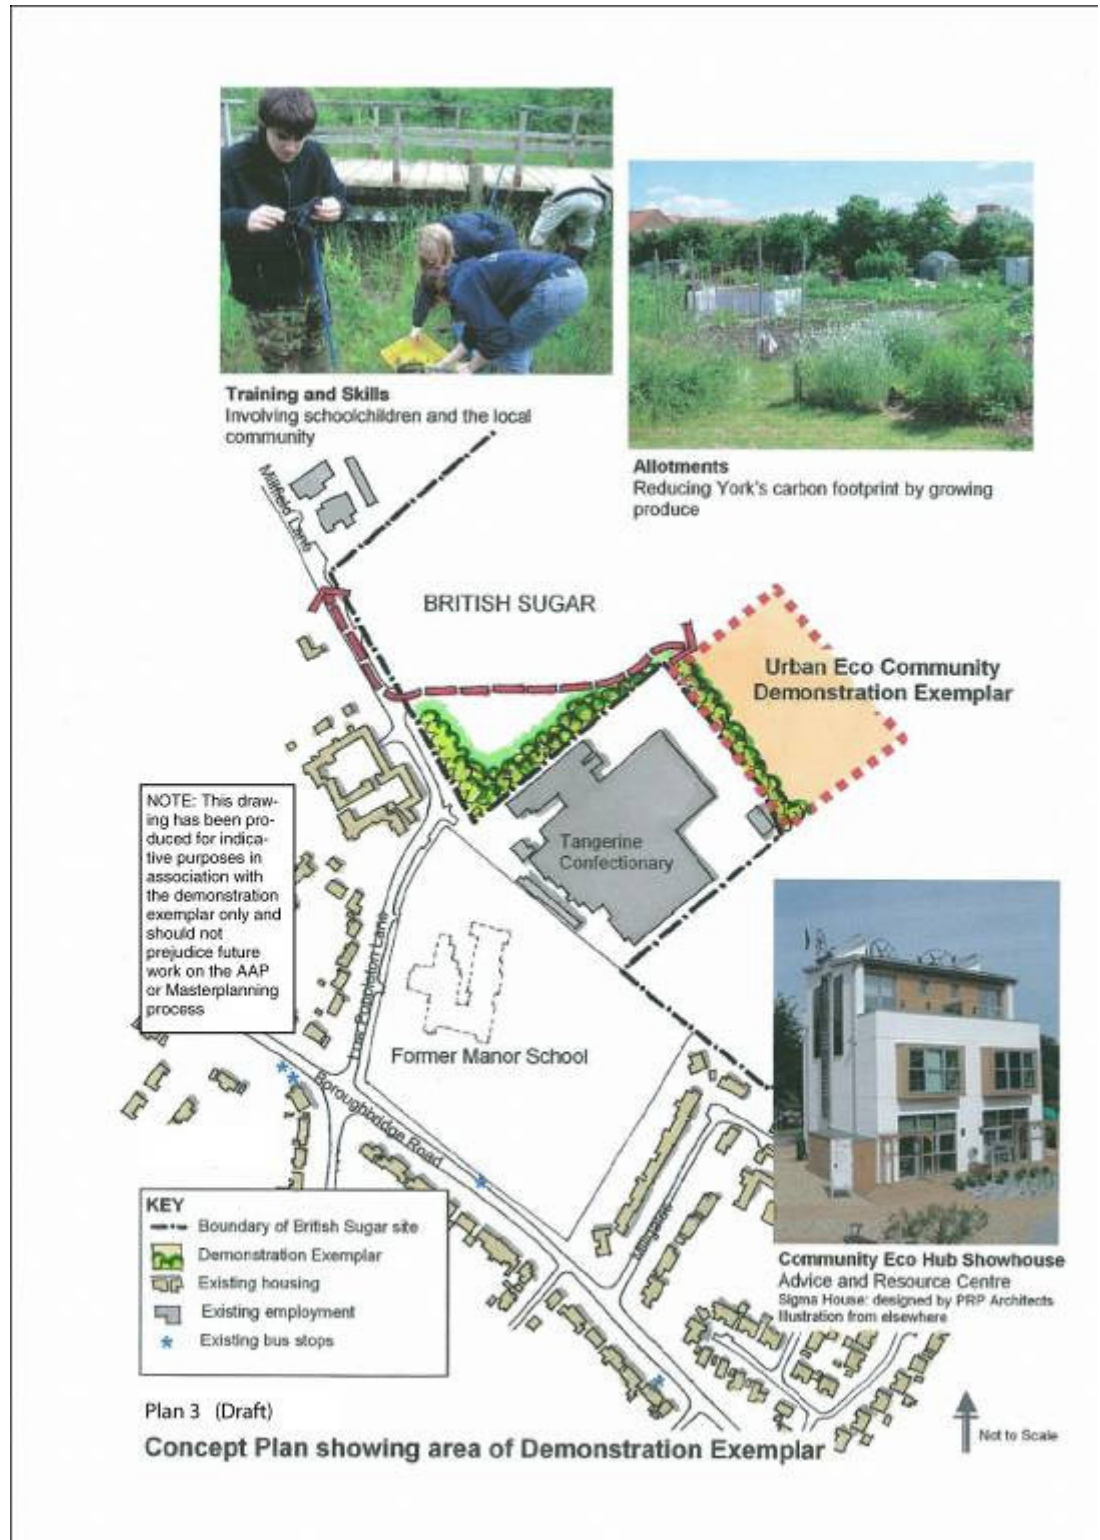 Training and Skills
Involving schoolchildren and the local
community
Allotments
Reducing York's carbon footprint by growing
produce
Millfield Lane
BRITISH SUGAR
Urban Eco Community
Demonstration Exemplar
NOTE: This draw-
ing has been pro-
duced for indica-
tive purposes in
association with
the demonstration
exemplar only and
should not
prejudice future
work on the AAP
or Masterplanning
process
Tangerine
Confectionary
Low Poppleton Lane
Former Manor School
Boroughbridge Road
Millgates
KEY
Boundary of British Sugar site
Demonstration Exemplar
Existing housing
Existing employment
Existing bus stops
Community Eco Hub Showhouse
Advice and Resource Centre
Sigma House: designed by PRP Architects
Illustration from elsewhere
Plan 3 (Draft)
Concept Plan showing area of Demonstration Exemplar
Not to Scale